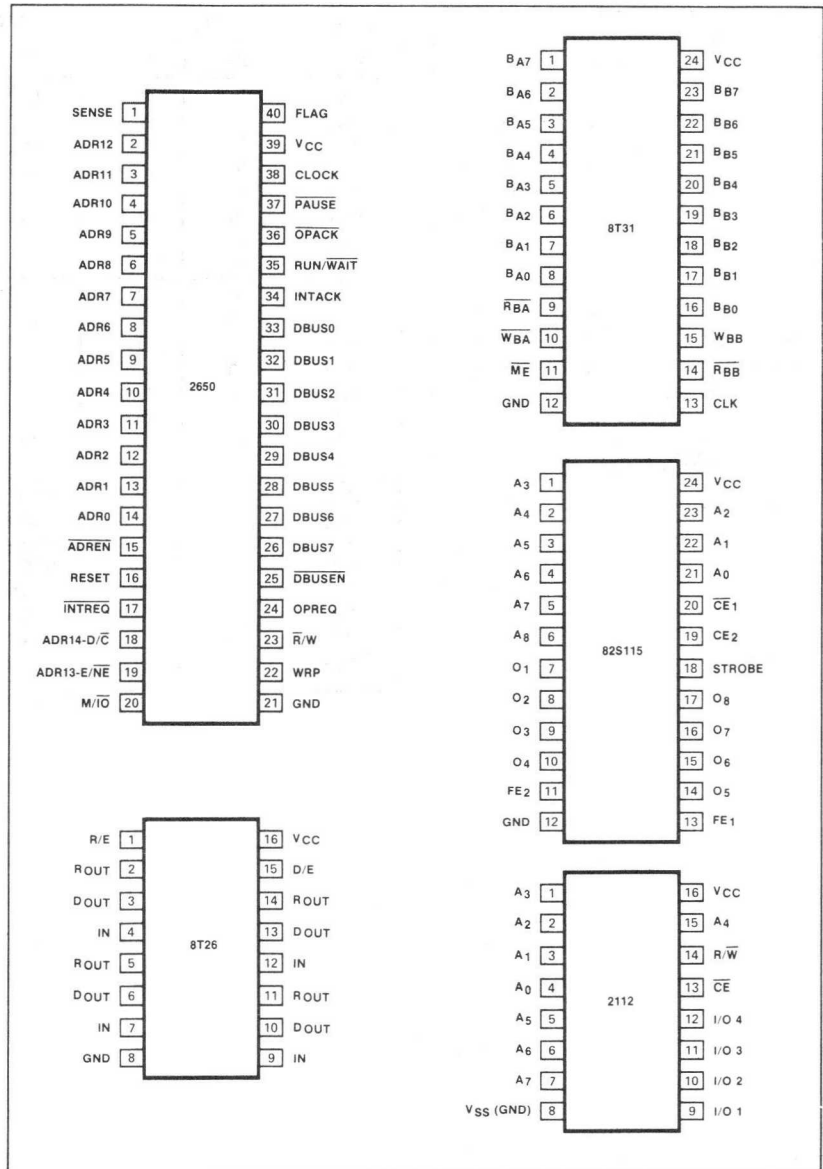 SENSE 1 40 FLAG
ADR12 2 39 VCC
ADR11 3 38 CLOCK
ADR10 4 37 PAUSE
ADR9 5 36 OPACK
ADR8 6 35 RUN/WAIT
ADR7 7 34 INTACK
ADR6 8 33 DBUS0
ADR5 9 32 DBUS1
ADR4 10 2650 31 DBUS2
ADR3 11 30 DBUS3
ADR2 12 29 DBUS4
ADR1 13 28 DBUS5
ADR0 14 27 DBUS6
ADREN 15 26 DBUS7
RESET 16 25 DBUSEN
INTREQ 17 24 OPREQ
ADR14-D/C 18 23 R/W
ADR13-E/NE 19 22 WRP
M/IO 20 21 GND
R/E 1 16 VCC
ROUT 2 15 D/E
DOUT 3 14 ROUT
IN 4 8T26 13 DOUT
ROUT 5 12 IN
DOUT 6 11 ROUT
IN 7 10 DOUT
GND 8 9 IN
BA7 1 24 VCC
BA6 2 23 BB7
BA5 3 22 BB6
BA4 4 21 BB5
BA3 5 20 BB4
BA2 6 8T31 19 BB3
BA1 7 18 BB2
BA0 8 17 BB1
RBA 9 16 BB0
WBA 10 15 WBB
ME 11 14 RBB
GND 12 13 CLK
A3 1 24 VCC
A4 2 23 A2
A5 3 22 A1
A6 4 21 A0
A7 5 20 CE1
A8 6 82S115 19 CE2
O1 7 18 STROBE
O2 8 17 O8
O3 9 16 O7
O4 10 15 O6
FE2 11 14 O5
GND 12 13 FE1
A3 1 16 VCC
A2 2 15 A4
A1 3 14 R/W
A0 4 2112 13 CE
A5 5 12 I/O 4
A6 6 11 I/O 3
A7 7 10 I/O 2
VSS (GND) 8 9 I/O 1